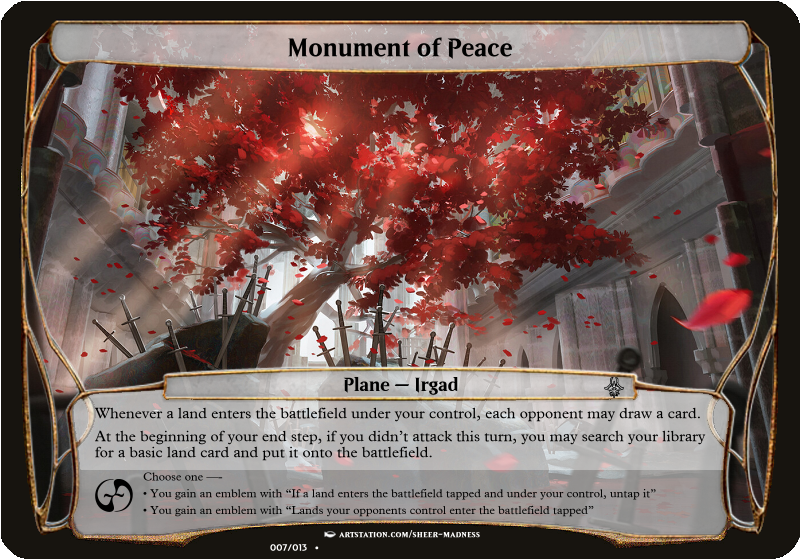 Monument of Peace
Plane — Irgad
Whenever a land enters the battlefield under your control, each opponent may draw a card.
At the beginning of your end step, if you didn't attack this turn, you may search your library
for a basic land card and put it onto the battlefield.
Choose one —
• You gain an emblem with “If a land enters the battlefield tapped and under your control, untap it”
• You gain an emblem with “Lands your opponents control enter the battlefield tapped”
ARTSTATION.COM/SHEER-MADNESS
007/013 •